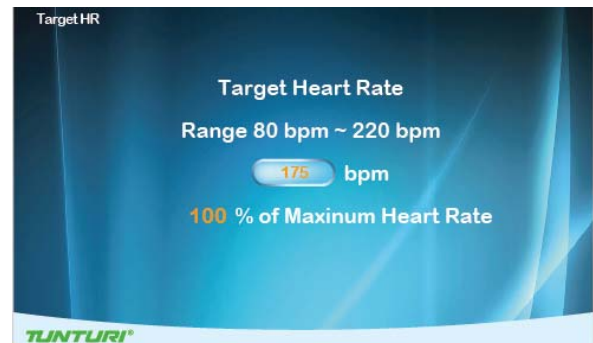 Target HR
Target Heart Rate
Range 80 bpm ~ 220 bpm
175 bpm
100 % of Maxinum Heart Rate
TUNTURI®